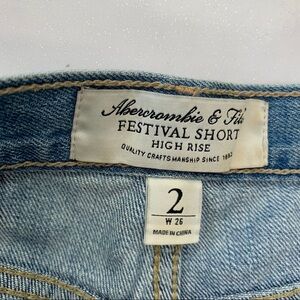 Abercrombie & Fitch
FESTIVAL SHORT
HIGH RISE
QUALITY CRAFTSMANSHIP SINCE 1892
2
W 26
MADE IN CHINA